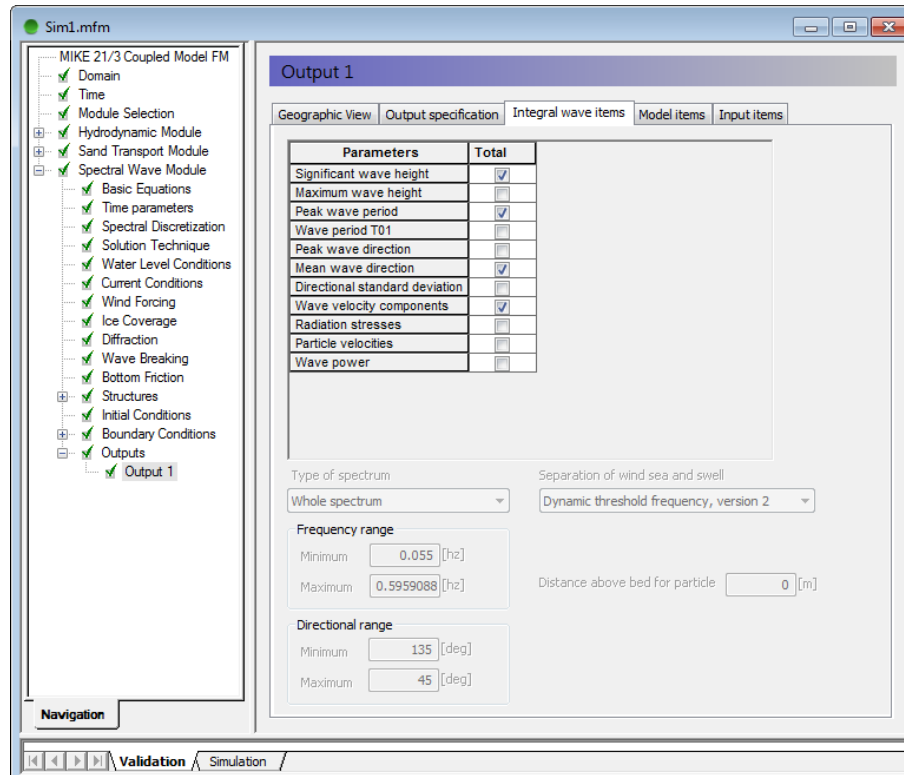 Sim1.mfm
MIKE 21/3 Coupled Model FM
Domain
Time
Module Selection
Hydrodynamic Module
Sand Transport Module
Spectral Wave Module
Basic Equations
Time parameters
Spectral Discretization
Solution Technique
Water Level Conditions
Current Conditions
Wind Forcing
Ice Coverage
Diffraction
Wave Breaking
Bottom Friction
Structures
Initial Conditions
Boundary Conditions
Outputs
Output 1
Navigation
Output 1
Geographic View Output specification Integral wave items Model items Input items
Parameters Total
Significant wave height
Maximum wave height
Peak wave period
Wave period T01
Peak wave direction
Mean wave direction
Directional standard deviation
Wave velocity components
Radiation stresses
Particle velocities
Wave power
Type of spectrum
Whole spectrum
Separation of wind sea and swell
Dynamic threshold frequency, version 2
Frequency range
Minimum 0.055 [hz]
Maximum 0.5959088 [hz]
Distance above bed for particle 0 [m]
Directional range
Minimum 135 [deg]
Maximum 45 [deg]
Validation Simulation